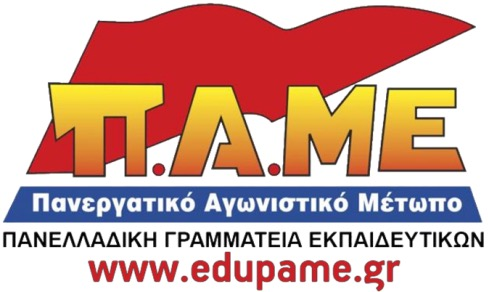 Π.Α.ΜΕ
Πανεργατικό Αγωνιστικό Μέτωπο
ΠΑΝΕΛΛΑΔΙΚΗ ΓΡΑΜΜΑΤΕΙΑ ΕΚΠΑΙΔΕΥΤΙΚΩΝ
www.edupame.gr